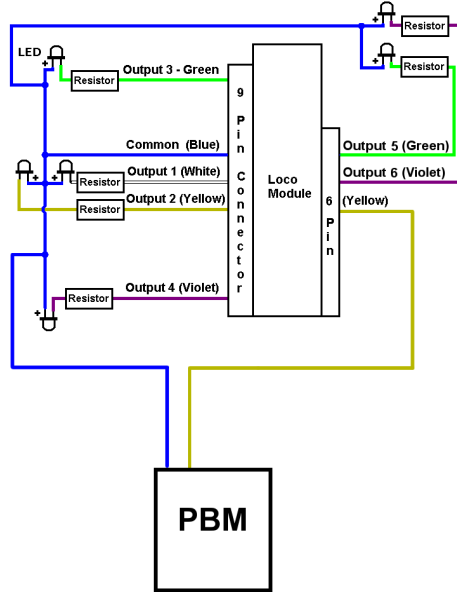 +
Resistor
LED
+
Output 3 - Green
Resistor
+
Resistor
9 Pin Connector
Common (Blue)
Output 5 (Green)
Output 1 (White)
Loco
Module
Output 6 (Violet)
+
+
Resistor
Output 2 (Yellow)
6 Pin
(Yellow)
Resistor
Output 4 (Violet)
Resistor
+
PBM